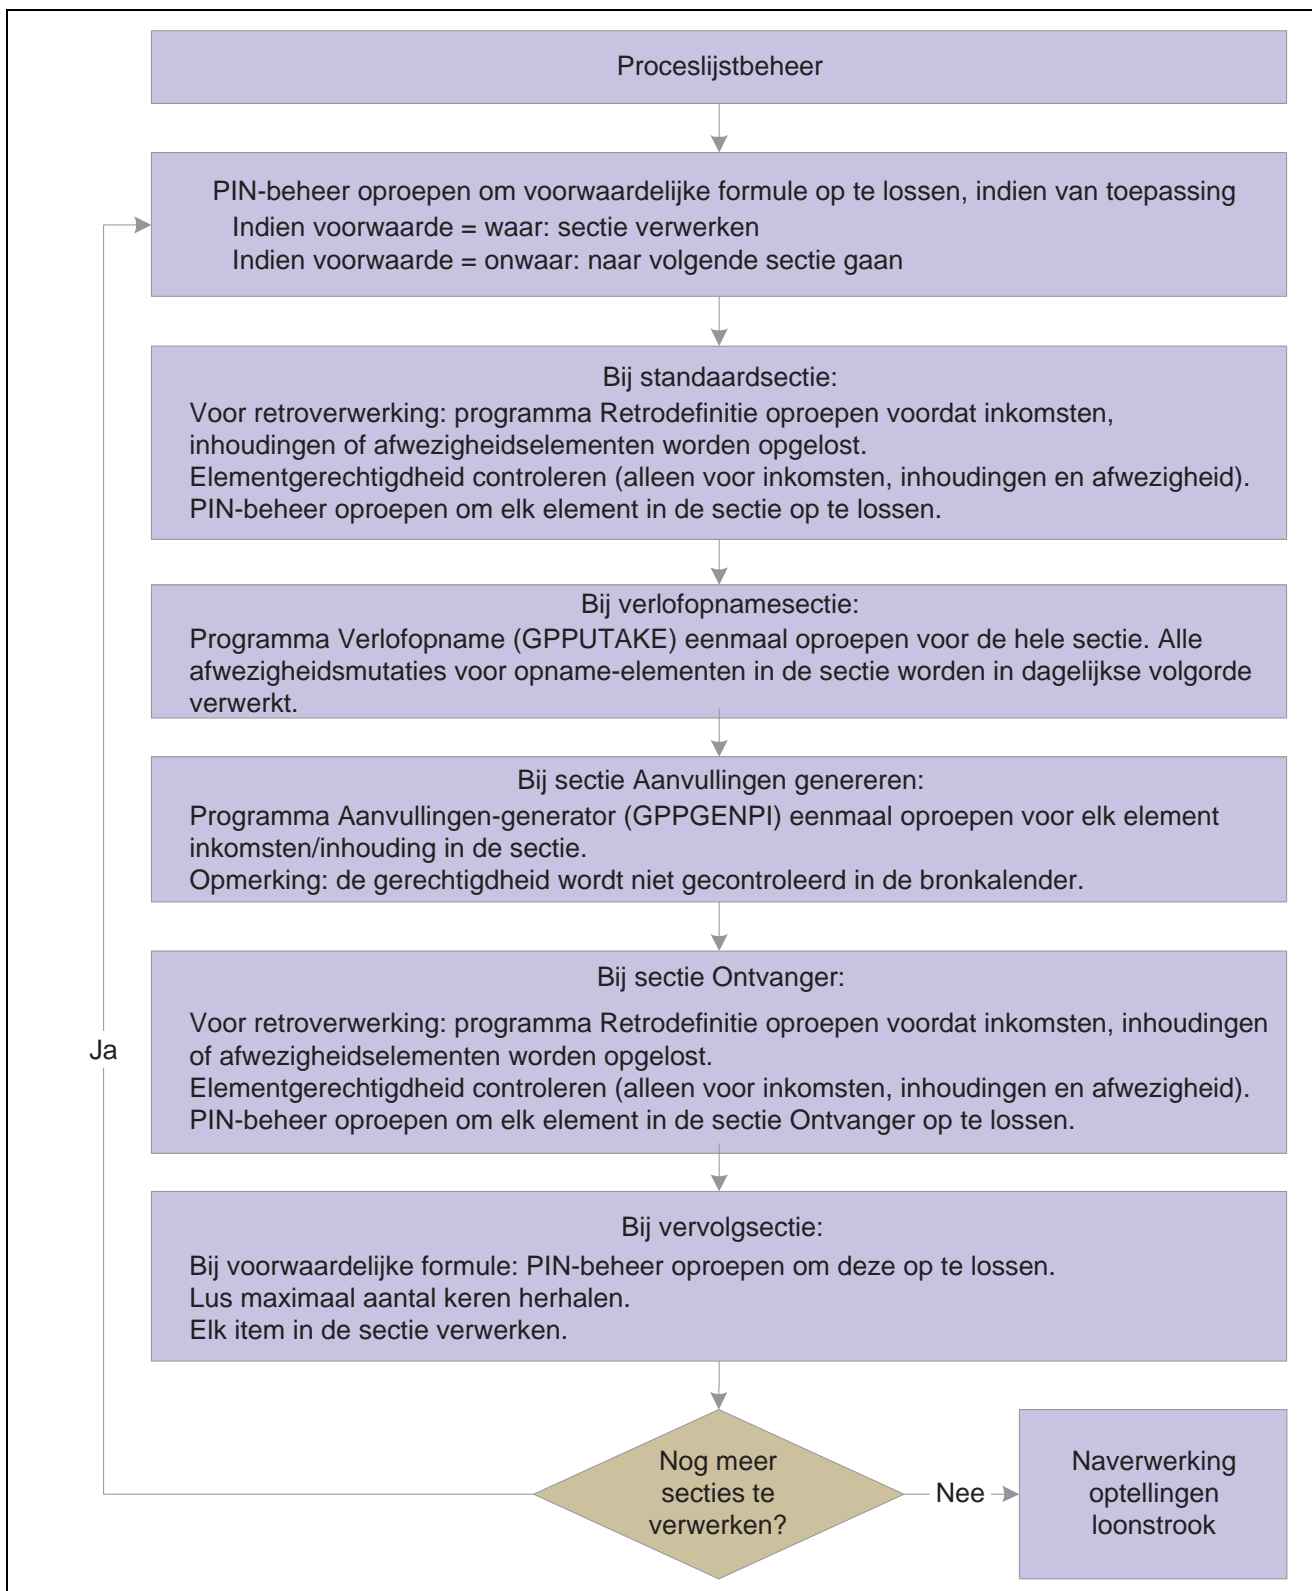 Proceslijstbeheer
PIN-beheer oproepen om voorwaardelijke formule op te lossen, indien van toepassing
Indien voorwaarde = waar: sectie verwerken
Indien voorwaarde = onwaar: naar volgende sectie gaan
Bij standaardsectie:
Voor retroverwerking: programma Retrodefinitie oproepen voordat inkomsten,
inhoudingen of afwezigheidselementen worden opgelost.
Elementgerechtigdheid controleren (alleen voor inkomsten, inhoudingen en afwezigheid).
PIN-beheer oproepen om elk element in de sectie op te lossen.
Bij verlofopnamesectie:
Programma Verlofopname (GPPUTAKE) eenmaal oproepen voor de hele sectie. Alle
afwezigheidsmutaties voor opname-elementen in de sectie worden in dagelijkse volgorde
verwerkt.
Bij sectie Aanvullingen genereren:
Programma Aanvullingen-generator (GPPGENPI) eenmaal oproepen voor elk element
inkomsten/inhouding in de sectie.
Opmerking: de gerechtigdheid wordt niet gecontroleerd in de bronkalender.
Bij sectie Ontvanger:
Voor retroverwerking: programma Retrodefinitie oproepen voordat inkomsten, inhoudingen
of afwezigheidselementen worden opgelost.
Elementgerechtigdheid controleren (alleen voor inkomsten, inhoudingen en afwezigheid).
PIN-beheer oproepen om elk element in de sectie Ontvanger op te lossen.
Ja
Bij vervolgsectie:
Bij voorwaardelijke formule: PIN-beheer oproepen om deze op te lossen.
Lus maximaal aantal keren herhalen.
Elk item in de sectie verwerken.
Nog meer
secties te
verwerken?
Nee
Naverwerking
optellingen
loonstrook